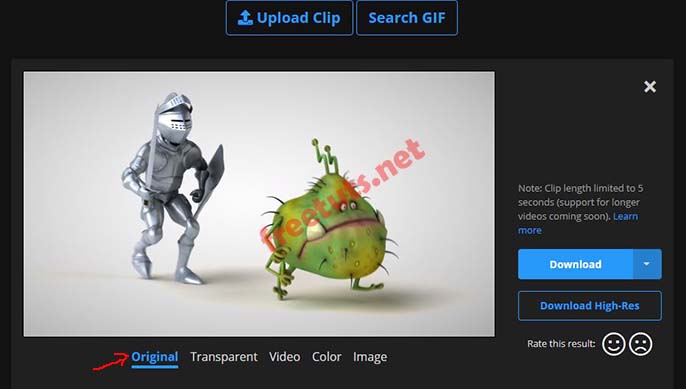 Upload Clip
Search GIF
freetuts.net
Note: Clip length limited to 5
seconds (support for longer
videos coming soon). Learn
more
Download
Download High-Res
Rate this result:
Original Transparent Video Color Image